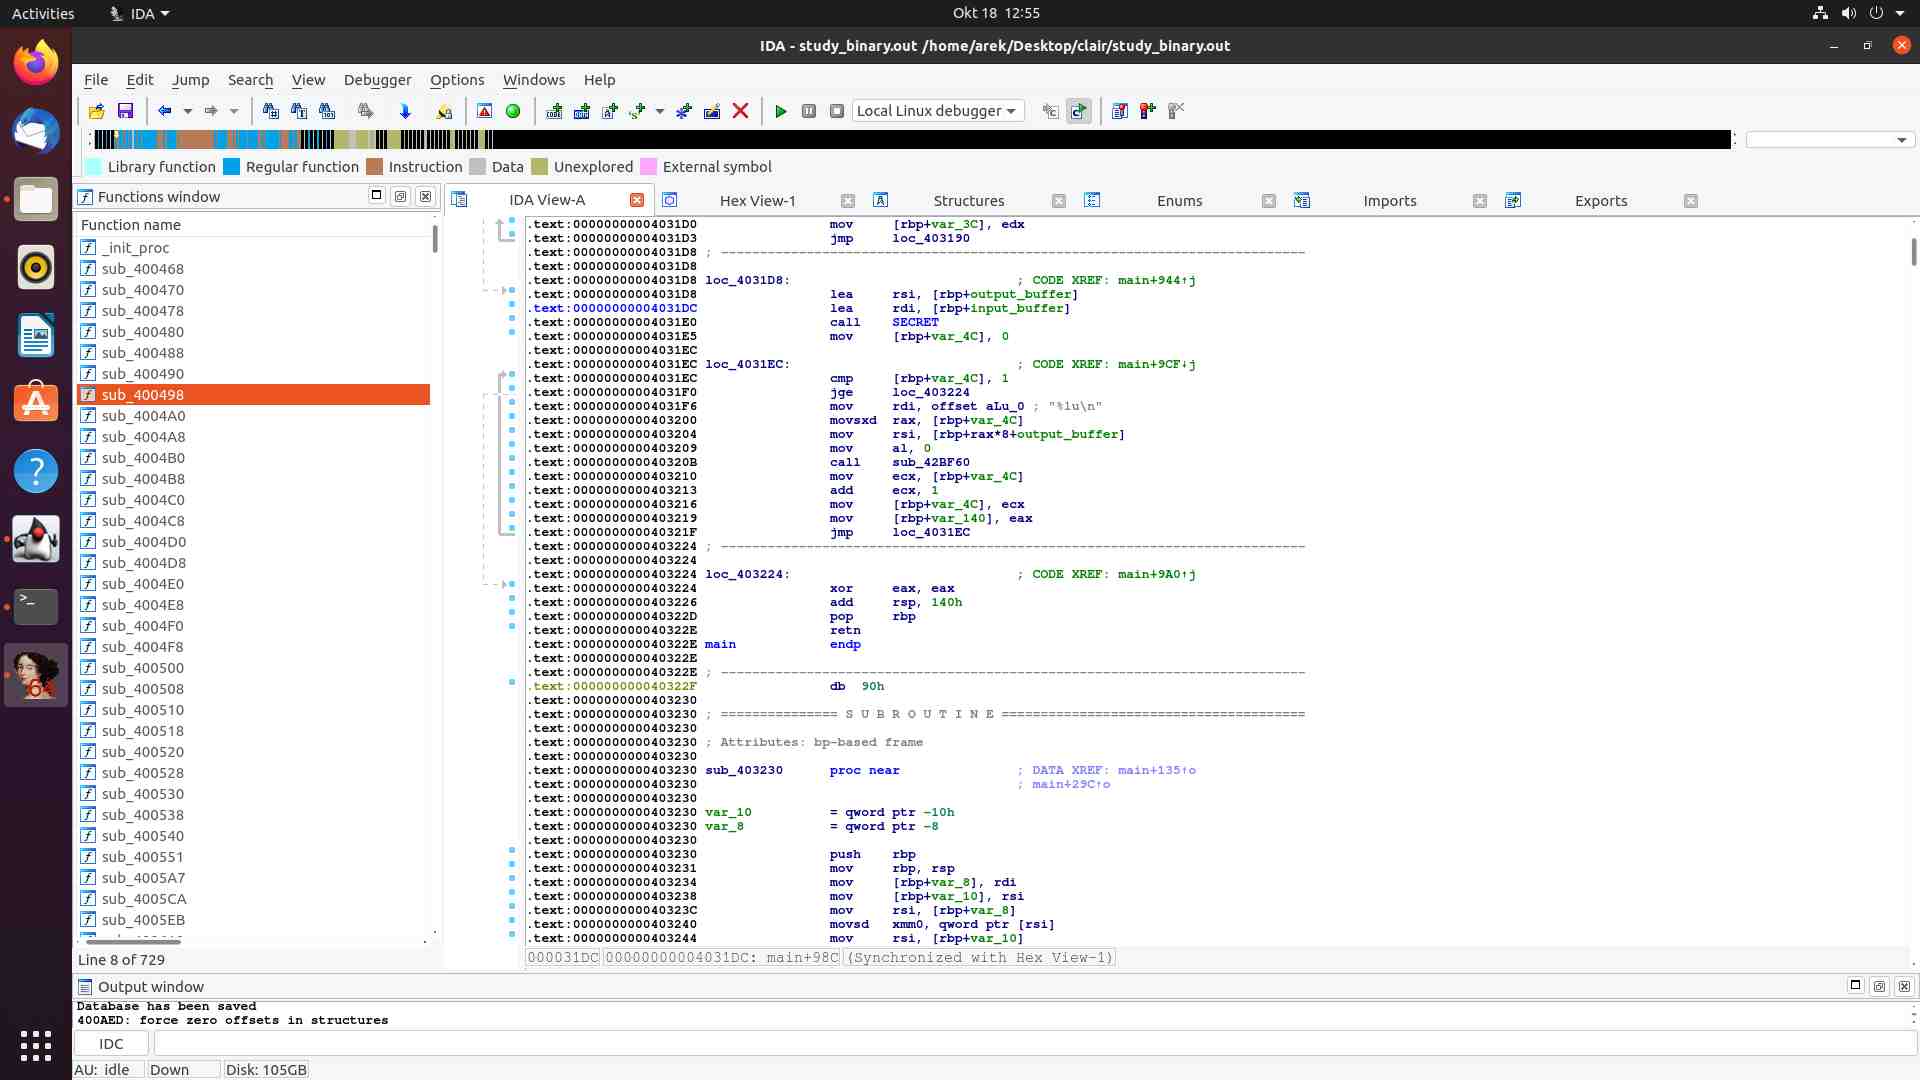 Activities IDA Okt 18 12:55
IDA - study_binary.out /home/arek/Desktop/clair/study_binary.out
File Edit Jump Search View Debugger Options Windows Help
Local Linux debugger
Library function Regular function Instruction Data Unexplored External symbol
Functions window
Function name
_init_proc
sub_400468
sub_400470
sub_400478
sub_400480
sub_400488
sub_400490
sub_400498
sub_4004A0
sub_4004A8
sub_4004B0
sub_4004B8
sub_4004C0
sub_4004C8
sub_4004D0
sub_4004D8
sub_4004E0
sub_4004E8
sub_4004F0
sub_4004F8
sub_400500
sub_400508
sub_400510
sub_400518
sub_400520
sub_400528
sub_400530
sub_400538
sub_400540
sub_400551
sub_4005A7
sub_4005CA
sub_4005EB
Line 8 of 729
IDA View-A Hex View-1 Structures Enums Imports Exports
.text:00000000004031D0 mov [rbp+var_3C], edx
.text:00000000004031D3 jmp loc_403190
.text:00000000004031D8 ; ---------------------------------------------------------------------------
.text:00000000004031D8
.text:00000000004031D8 loc_4031D8: ; CODE XREF: main+944↑j
.text:00000000004031D8 lea rsi, [rbp+output_buffer]
.text:00000000004031DC lea rdi, [rbp+input_buffer]
.text:00000000004031E0 call SECRET
.text:00000000004031E5 mov [rbp+var_4C], 0
.text:00000000004031EC
.text:00000000004031EC loc_4031EC: ; CODE XREF: main+9CF↓j
.text:00000000004031EC cmp [rbp+var_4C], 1
.text:00000000004031F0 jge loc_403224
.text:00000000004031F6 mov rdi, offset aLu_0 ; "%lu\n"
.text:0000000000403200 movsxd rax, [rbp+var_4C]
.text:0000000000403204 mov rsi, [rbp+rax*8+output_buffer]
.text:0000000000403209 mov al, 0
.text:000000000040320B call sub_42BF60
.text:0000000000403210 mov ecx, [rbp+var_4C]
.text:0000000000403213 add ecx, 1
.text:0000000000403216 mov [rbp+var_4C], ecx
.text:0000000000403219 mov [rbp+var_140], eax
.text:000000000040321F jmp loc_4031EC
.text:0000000000403224 ; ---------------------------------------------------------------------------
.text:0000000000403224
.text:0000000000403224 loc_403224: ; CODE XREF: main+9A0↑j
.text:0000000000403224 xor eax, eax
.text:0000000000403226 add rsp, 140h
.text:000000000040322D pop rbp
.text:000000000040322E retn
.text:000000000040322E main endp
.text:000000000040322E
.text:000000000040322E ; ---------------------------------------------------------------------------
.text:000000000040322F db 90h
.text:0000000000403230
.text:0000000000403230 ; =============== S U B R O U T I N E =======================================
.text:0000000000403230
.text:0000000000403230 ; Attributes: bp-based frame
.text:0000000000403230
.text:0000000000403230 sub_403230 proc near ; DATA XREF: main+135↑o
.text:0000000000403230 ; main+29C↑o
.text:0000000000403230
.text:0000000000403230 var_10 = qword ptr -10h
.text:0000000000403230 var_8 = qword ptr -8
.text:0000000000403230
.text:0000000000403230 push rbp
.text:0000000000403231 mov rbp, rsp
.text:0000000000403234 mov [rbp+var_8], rdi
.text:0000000000403238 mov [rbp+var_10], rsi
.text:000000000040323C mov rsi, [rbp+var_8]
.text:0000000000403240 movsd xmm0, qword ptr [rsi]
.text:0000000000403244 mov rsi, [rbp+var_10]
000031DC 00000000004031DC: main+98C (Synchronized with Hex View-1)
Output window
Database has been saved
400AED: force zero offsets in structures
IDC
AU: idle Down Disk: 105GB